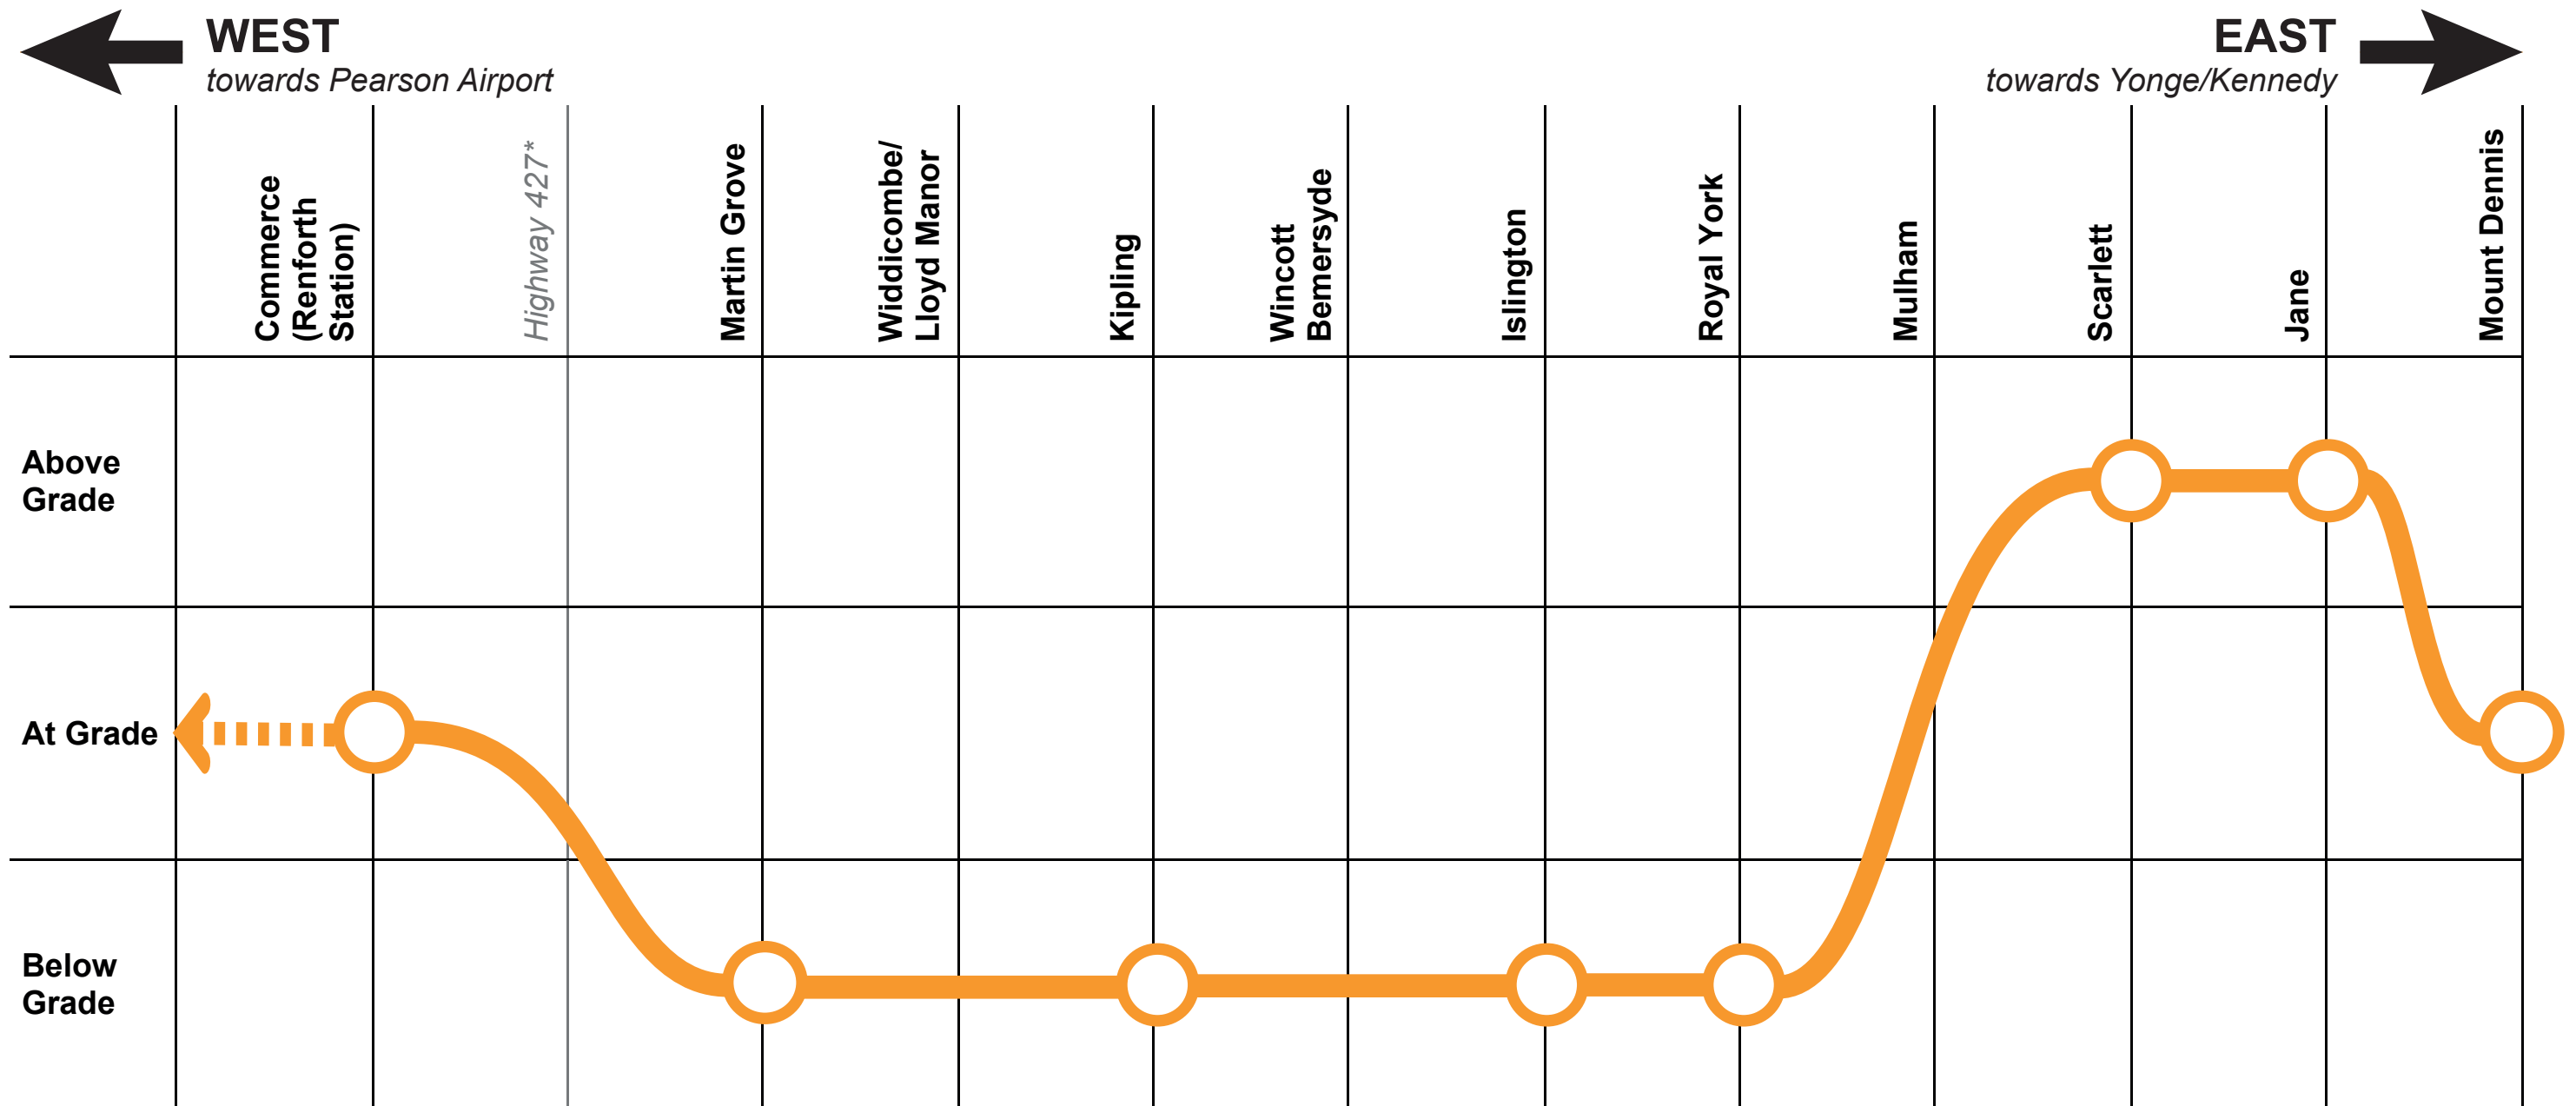 WEST
towards Pearson Airport
EAST
towards Yonge/Kennedy
Commerce
(Renforth
Station)
Highway 427*
Martin Grove
Widdicombe/
Lloyd Manor
Kipling
Wincott
Bemersyde
Islington
Royal York
Mulham
Scarlett
Jane
Mount Dennis
Above
Grade
At Grade
Below
Grade